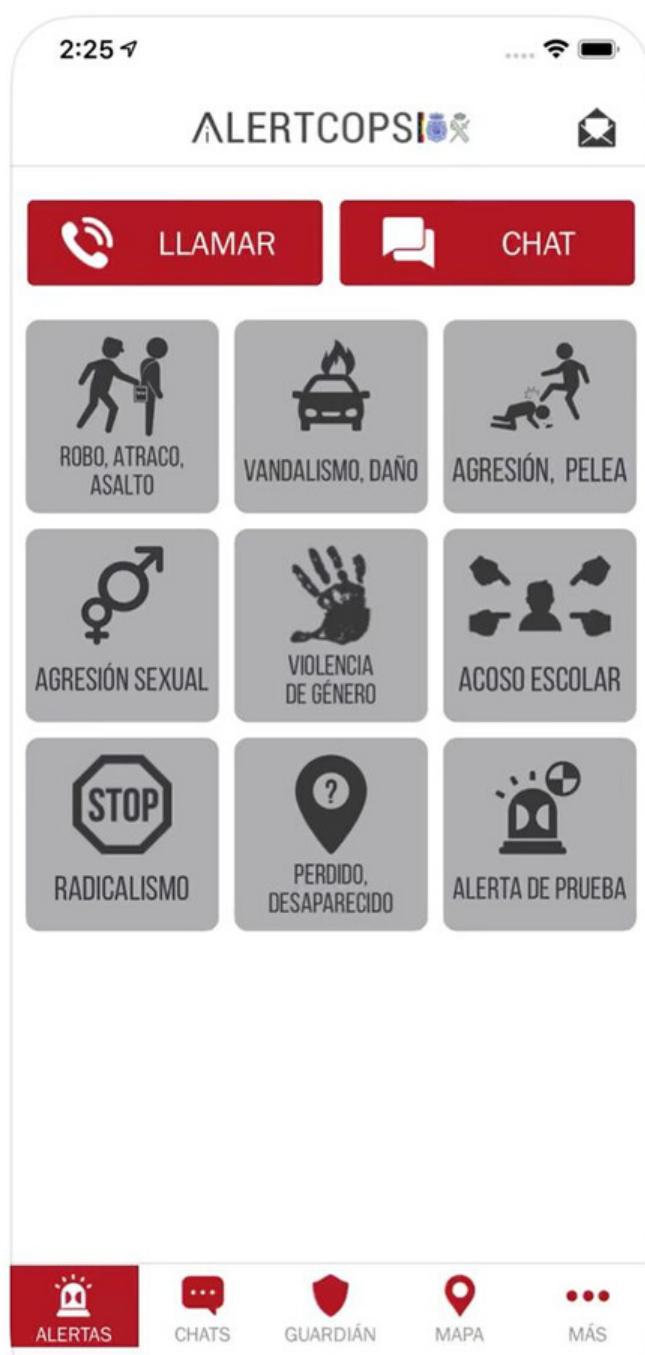 2:25
ALERTCOPS
LLAMAR
CHAT
ROBO, ATRACO,
ASALTO
VANDALISMO, DAÑO
AGRESIÓN, PELEA
AGRESIÓN SEXUAL
VIOLENCIA
DE GÉNERO
ACOSO ESCOLAR
STOP
RADICALISMO
?
PERDIDO,
DESAPARECIDO
ALERTA DE PRUEBA
ALERTAS
CHATS
GUARDIÁN
MAPA
MÁS